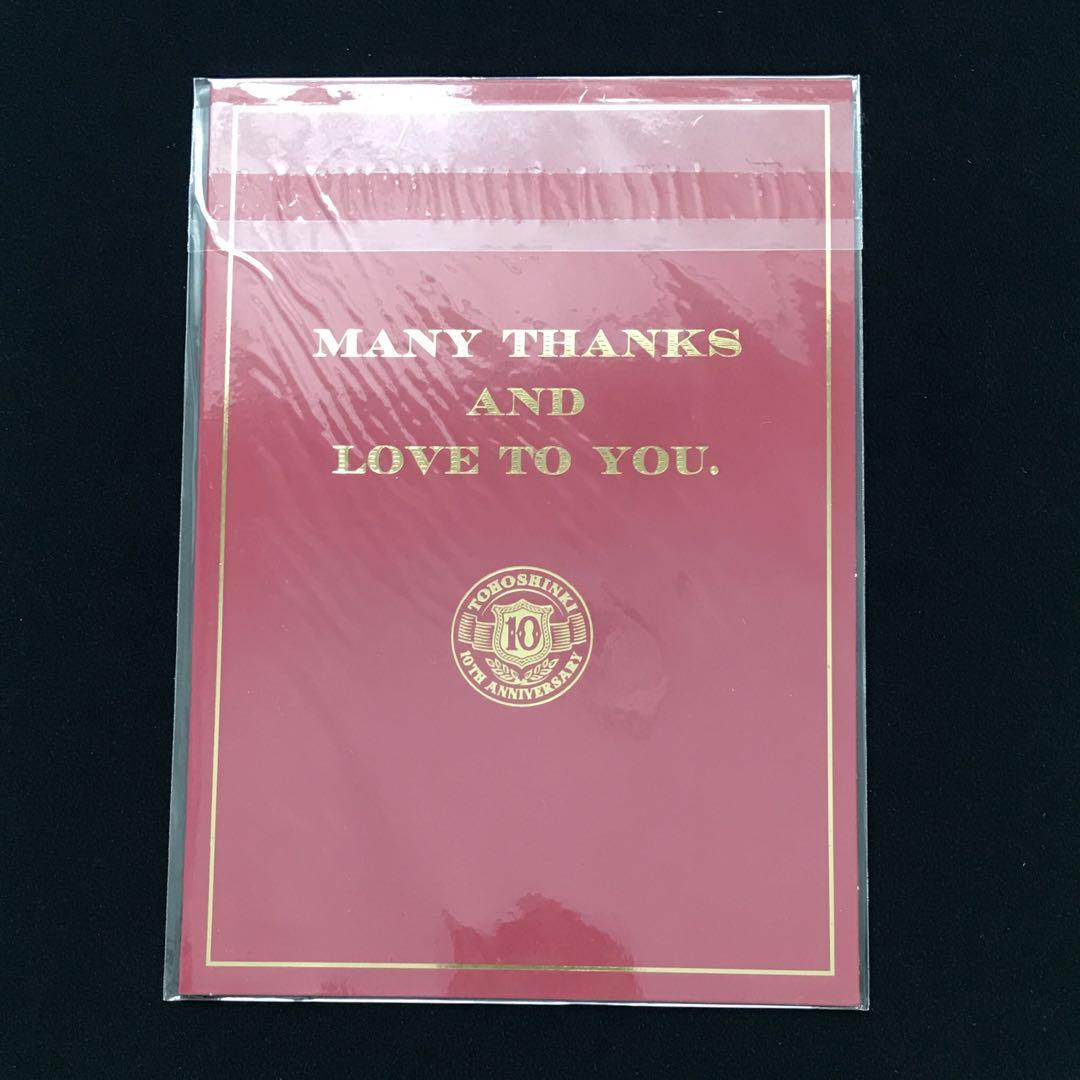 MANY THANKS
AND
LOVE TO YOU.
TOHOSHINKI
10
10TH ANNIVERSARY